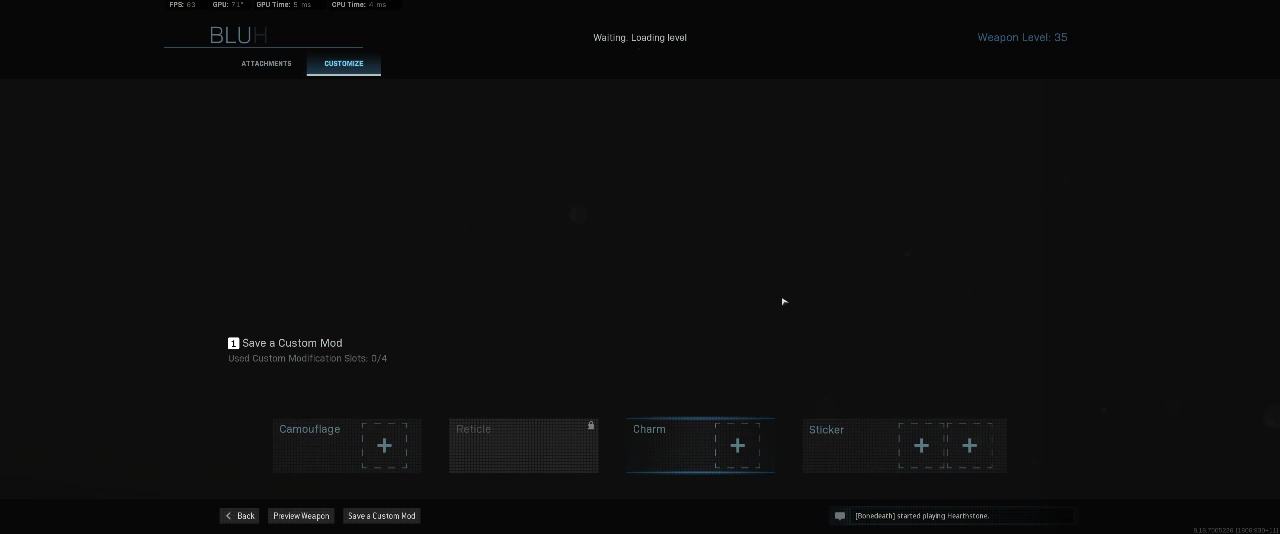 FPS: 63 GPU: 71° GPU Time: 5 ms CPU Time: 4 ms
BLUH
Waiting. Loading level
Weapon Level: 35
ATTACHMENTS
CUSTOMIZE
1 Save a Custom Mod
Used Custom Modification Slots: 0/4
Camouflage
Reticle
Charm
Sticker
Back
Preview Weapon
Save a Custom Mod
[Bonedeath] started playing Hearthstone.